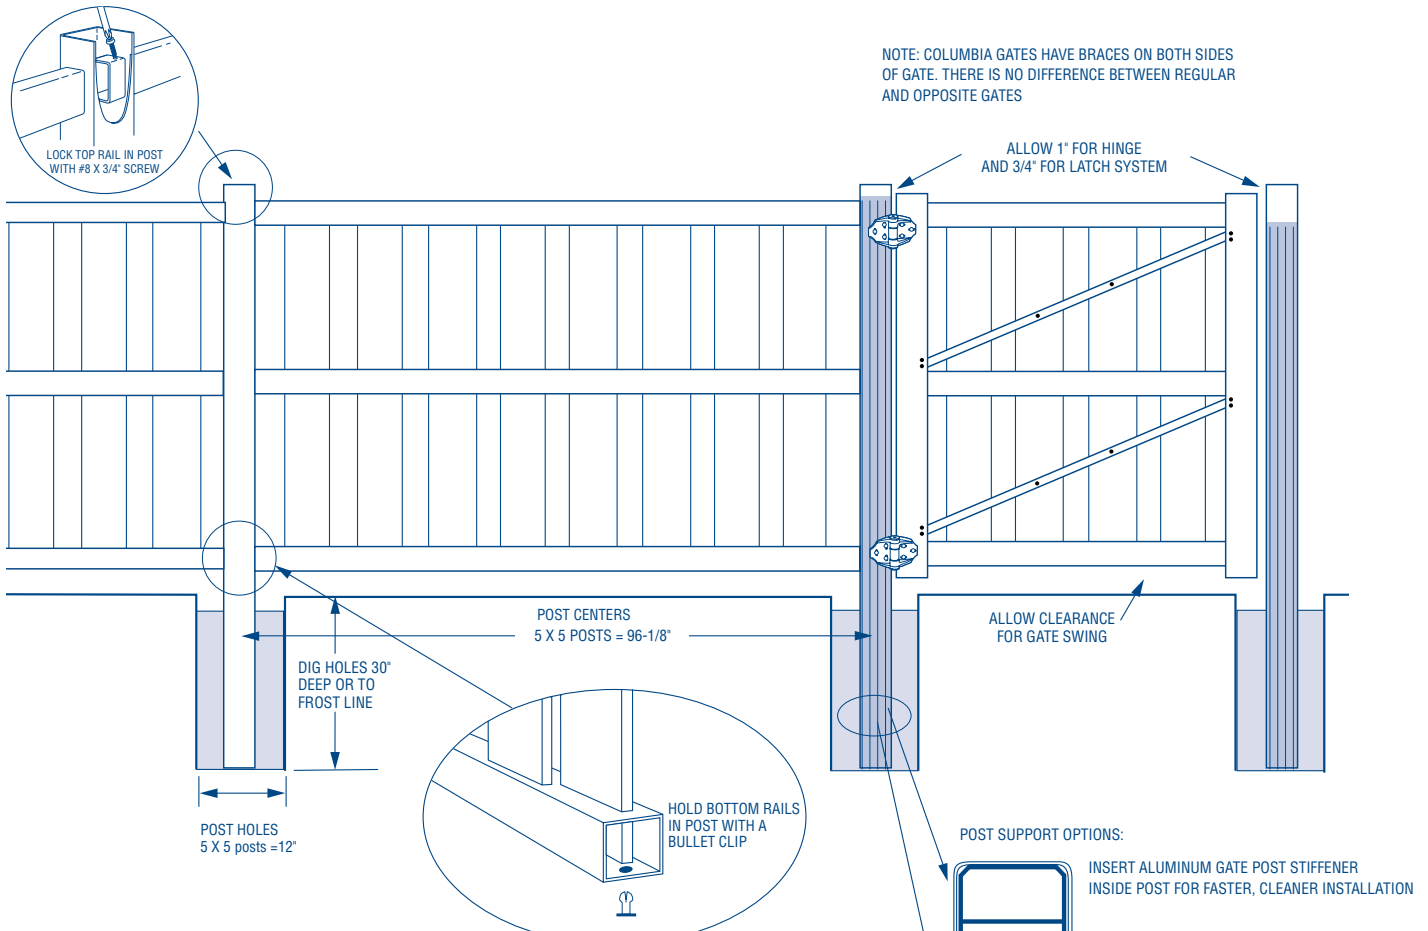 LOCK TOP RAIL IN POST
WITH #8 X 3/4" SCREW
NOTE: COLUMBIA GATES HAVE BRACES ON BOTH SIDES
OF GATE. THERE IS NO DIFFERENCE BETWEEN REGULAR
AND OPPOSITE GATES
ALLOW 1" FOR HINGE
AND 3/4" FOR LATCH SYSTEM
POST CENTERS
5 X 5 POSTS = 96-1/8"
ALLOW CLEARANCE
FOR GATE SWING
DIG HOLES 30"
DEEP OR TO
FROST LINE
POST HOLES
5 X 5 posts =12"
HOLD BOTTOM RAILS
IN POST WITH A
BULLET CLIP
POST SUPPORT OPTIONS:
INSERT ALUMINUM GATE POST STIFFENER
INSIDE POST FOR FASTER, CLEANER INSTALLATION